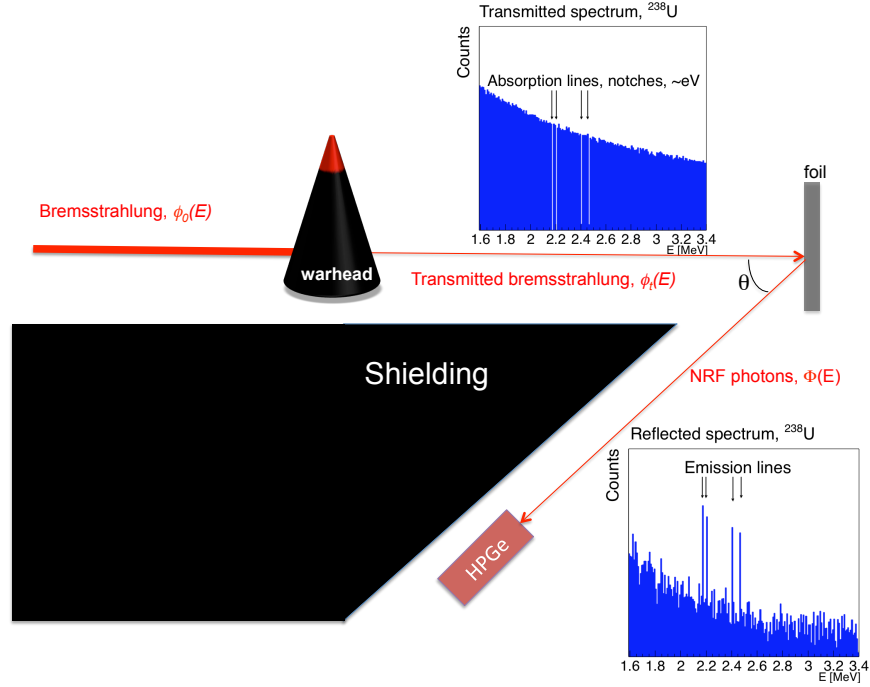 Transmitted spectrum, ²³⁸U
Counts
Absorption lines, notches, ~eV
1.6 1.8 2 2.2 2.4 2.6 2.8 3 3.2 3.4
E [MeV]
foil
Bremsstrahlung, ϕ₀(E)
warhead
Transmitted bremsstrahlung, ϕₜ(E)
θ
Shielding
NRF photons, Φ(E)
HPGe
Reflected spectrum, ²³⁸U
Counts
Emission lines
1.6 1.8 2 2.2 2.4 2.6 2.8 3 3.2 3.4
E [MeV]